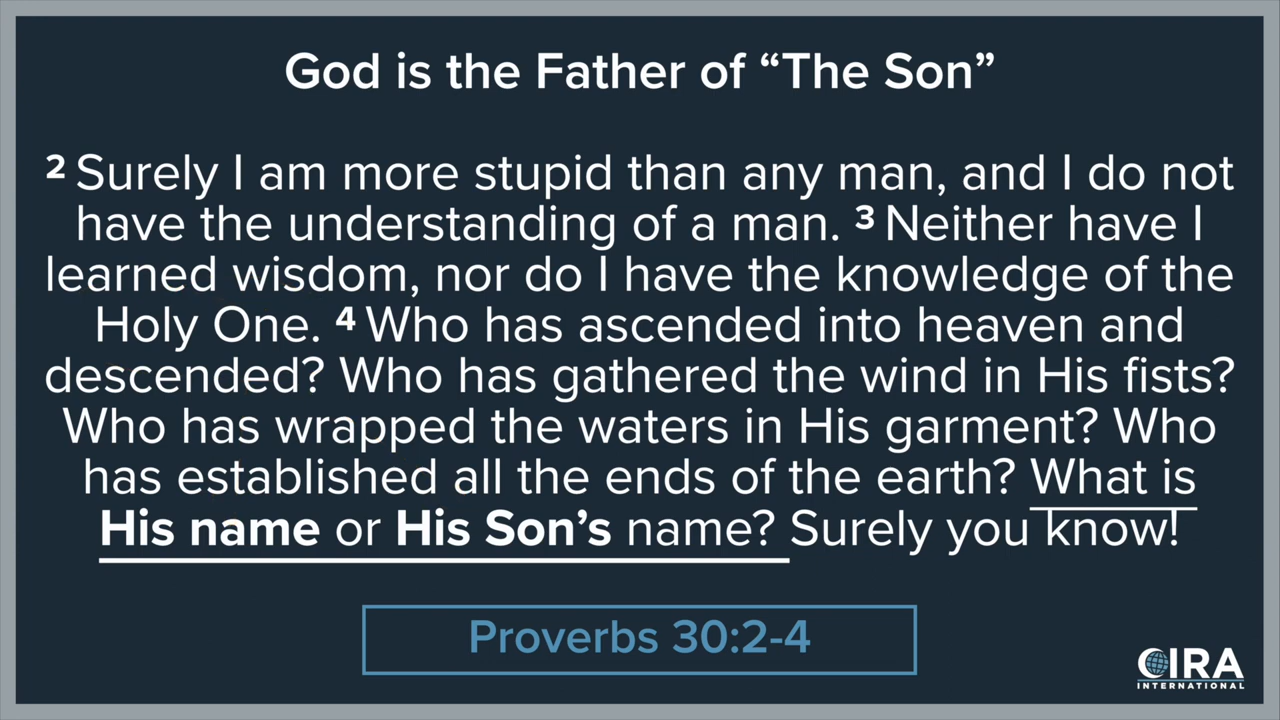 God is the Father of “The Son”
2 Surely I am more stupid than any man, and I do not
have the understanding of a man. 3 Neither have I
learned wisdom, nor do I have the knowledge of the
Holy One. 4 Who has ascended into heaven and
descended? Who has gathered the wind in His fists?
Who has wrapped the waters in His garment? Who
has established all the ends of the earth? What is
His name or His Son’s name? Surely you know!
Proverbs 30:2-4
CIRA
INTERNATIONAL